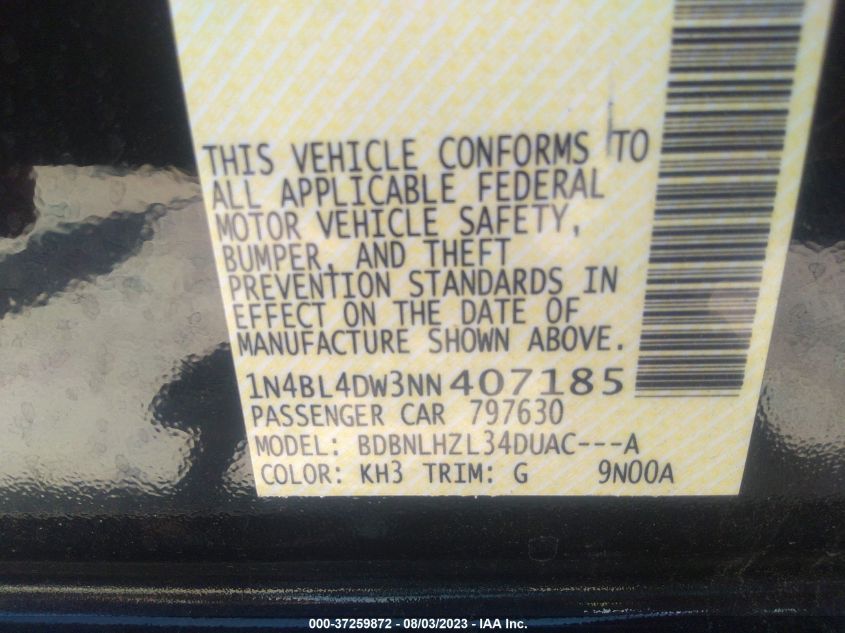 THIS VEHICLE CONFORMS TO
ALL APPLICABLE FEDERAL
MOTOR VEHICLE SAFETY,
BUMPER, AND THEFT
PREVENTION STANDARDS IN
EFFECT ON THE DATE OF
MANUFACTURE SHOWN ABOVE.
1N4BL4DW3NN407185
PASSENGER CAR 797630
MODEL: BDBNLHZL34DUAC---A
COLOR: KH3 TRIM: G 9N00A
000-37259872 - 08/03/2023 - IAA Inc.